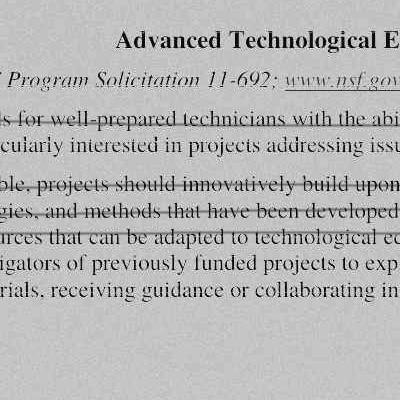 Advanced Technological E
Program Solicitation 11-692; www.nsf.gov
ls for well-prepared technicians with the abi
cularly interested in projects addressing issu
ble, projects should innovatively build upon
gies, and methods that have been developed
urces that can be adapted to technological ed
igators of previously funded projects to exp
rials, receiving guidance or collaborating in